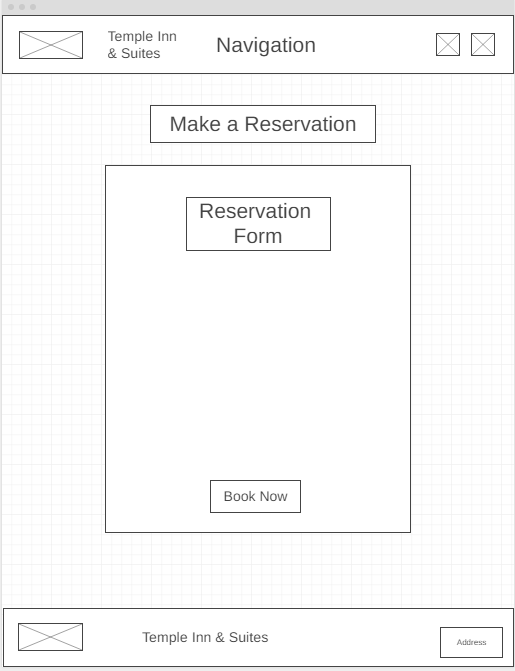 Temple Inn
& Suites
Navigation
Make a Reservation
Reservation
Form
Book Now
Temple Inn & Suites
Address